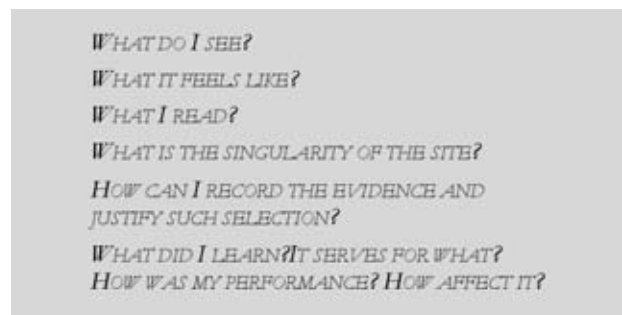 What do I see?
What it feels like?
What I read?
What is the singularity of the site?
How can I record the evidence and
justify such selection?
What did I learn?It serves for what?
How was my performance? How affect it?